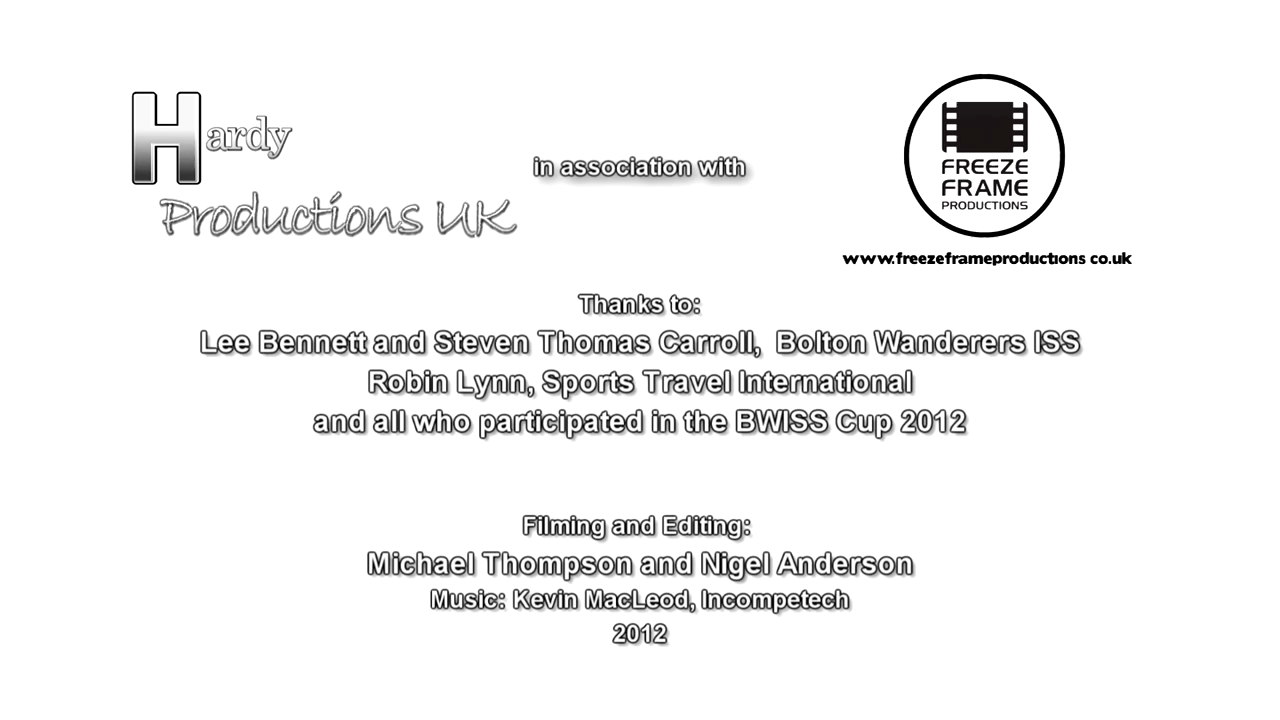 Hardy
Productions UK
in association with
FREEZE
FRAME
PRODUCTIONS
www.freezeframeproductions co.uk
Thanks to:
Lee Bennett and Steven Thomas Carroll,  Bolton Wanderers ISS
Robin Lynn, Sports Travel International
and all who participated in the BWISS Cup 2012
Filming and Editing:
Michael Thompson and Nigel Anderson
Music: Kevin MacLeod, Incompetech
2012